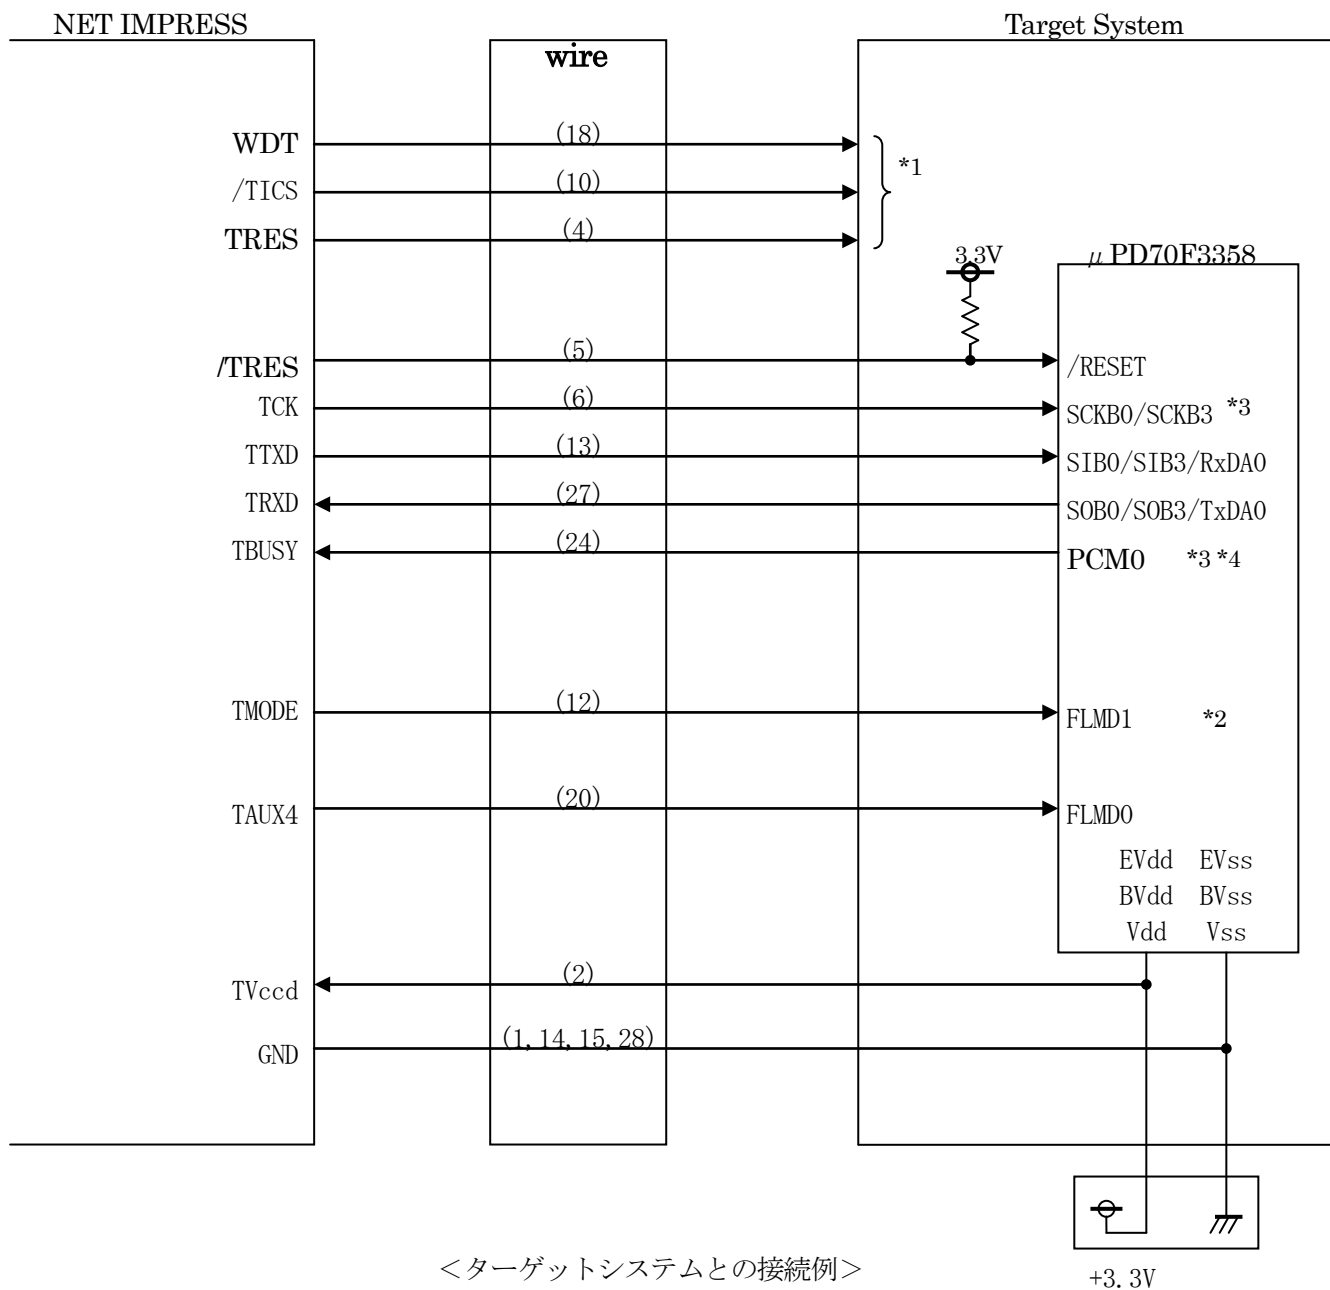 NET IMPRESS
Target System
wire
WDT (18)
*1
/TICS (10)
TRES (4)
3.3V
μPD70F3358
/TRES (5) /RESET
TCK (6) SCKB0/SCKB3 *3
TTXD (13) SIB0/SIB3/RxDA0
TRXD (27) SOB0/SOB3/TxDA0
TBUSY (24) PCM0 *3 *4
TMODE (12) FLMD1 *2
TAUX4 (20) FLMD0
EVdd EVss
BVdd BVss
Vdd Vss
TVccd (2)
GND (1,14,15,28)
<ターゲットシステムとの接続例>
+3.3V